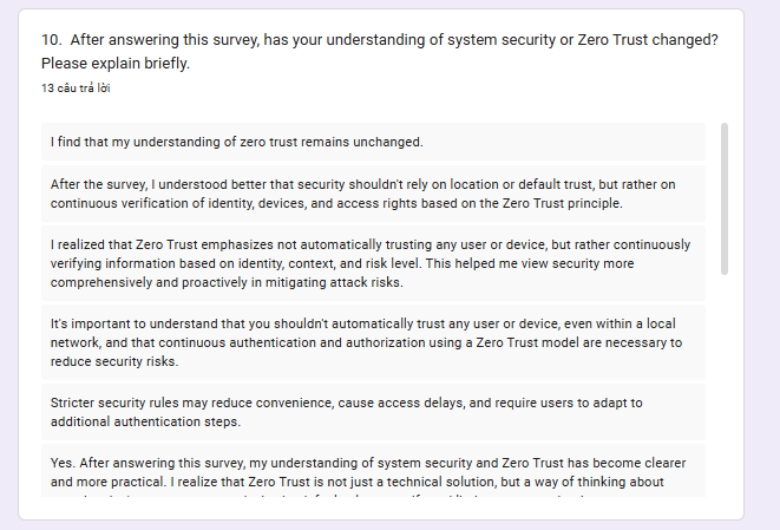 10. After answering this survey, has your understanding of system security or Zero Trust changed?
Please explain briefly.
13 câu trả lời
I find that my understanding of zero trust remains unchanged.
After the survey, I understood better that security shouldn't rely on location or default trust, but rather on
continuous verification of identity, devices, and access rights based on the Zero Trust principle.
I realized that Zero Trust emphasizes not automatically trusting any user or device, but rather continuously
verifying information based on identity, context, and risk level. This helped me view security more
comprehensively and proactively in mitigating attack risks.
It's important to understand that you shouldn't automatically trust any user or device, even within a local
network, and that continuous authentication and authorization using a Zero Trust model are necessary to
reduce security risks.
Stricter security rules may reduce convenience, cause access delays, and require users to adapt to
additional authentication steps.
Yes. After answering this survey, my understanding of system security and Zero Trust has become clearer
and more practical. I realize that Zero Trust is not just a technical solution, but a way of thinking about